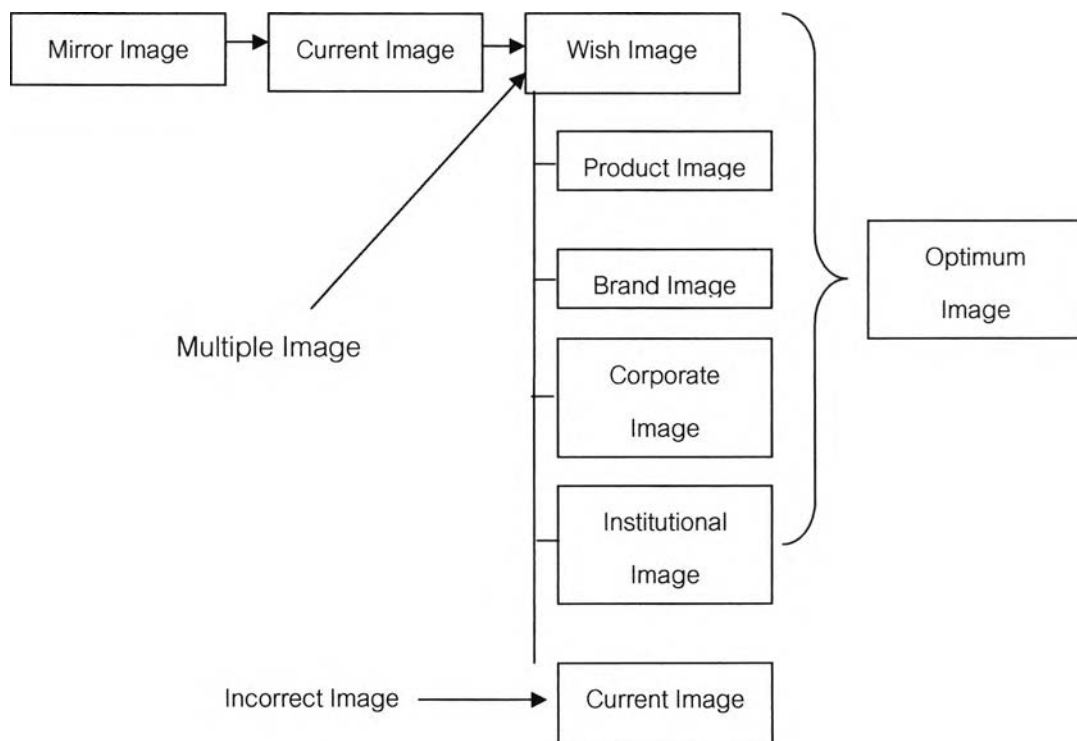 Mirror Image
Current Image
Wish Image
Product Image
Brand Image
Optimum
Image
Multiple Image
Corporate
Image
Institutional
Image
Incorrect Image
Current Image